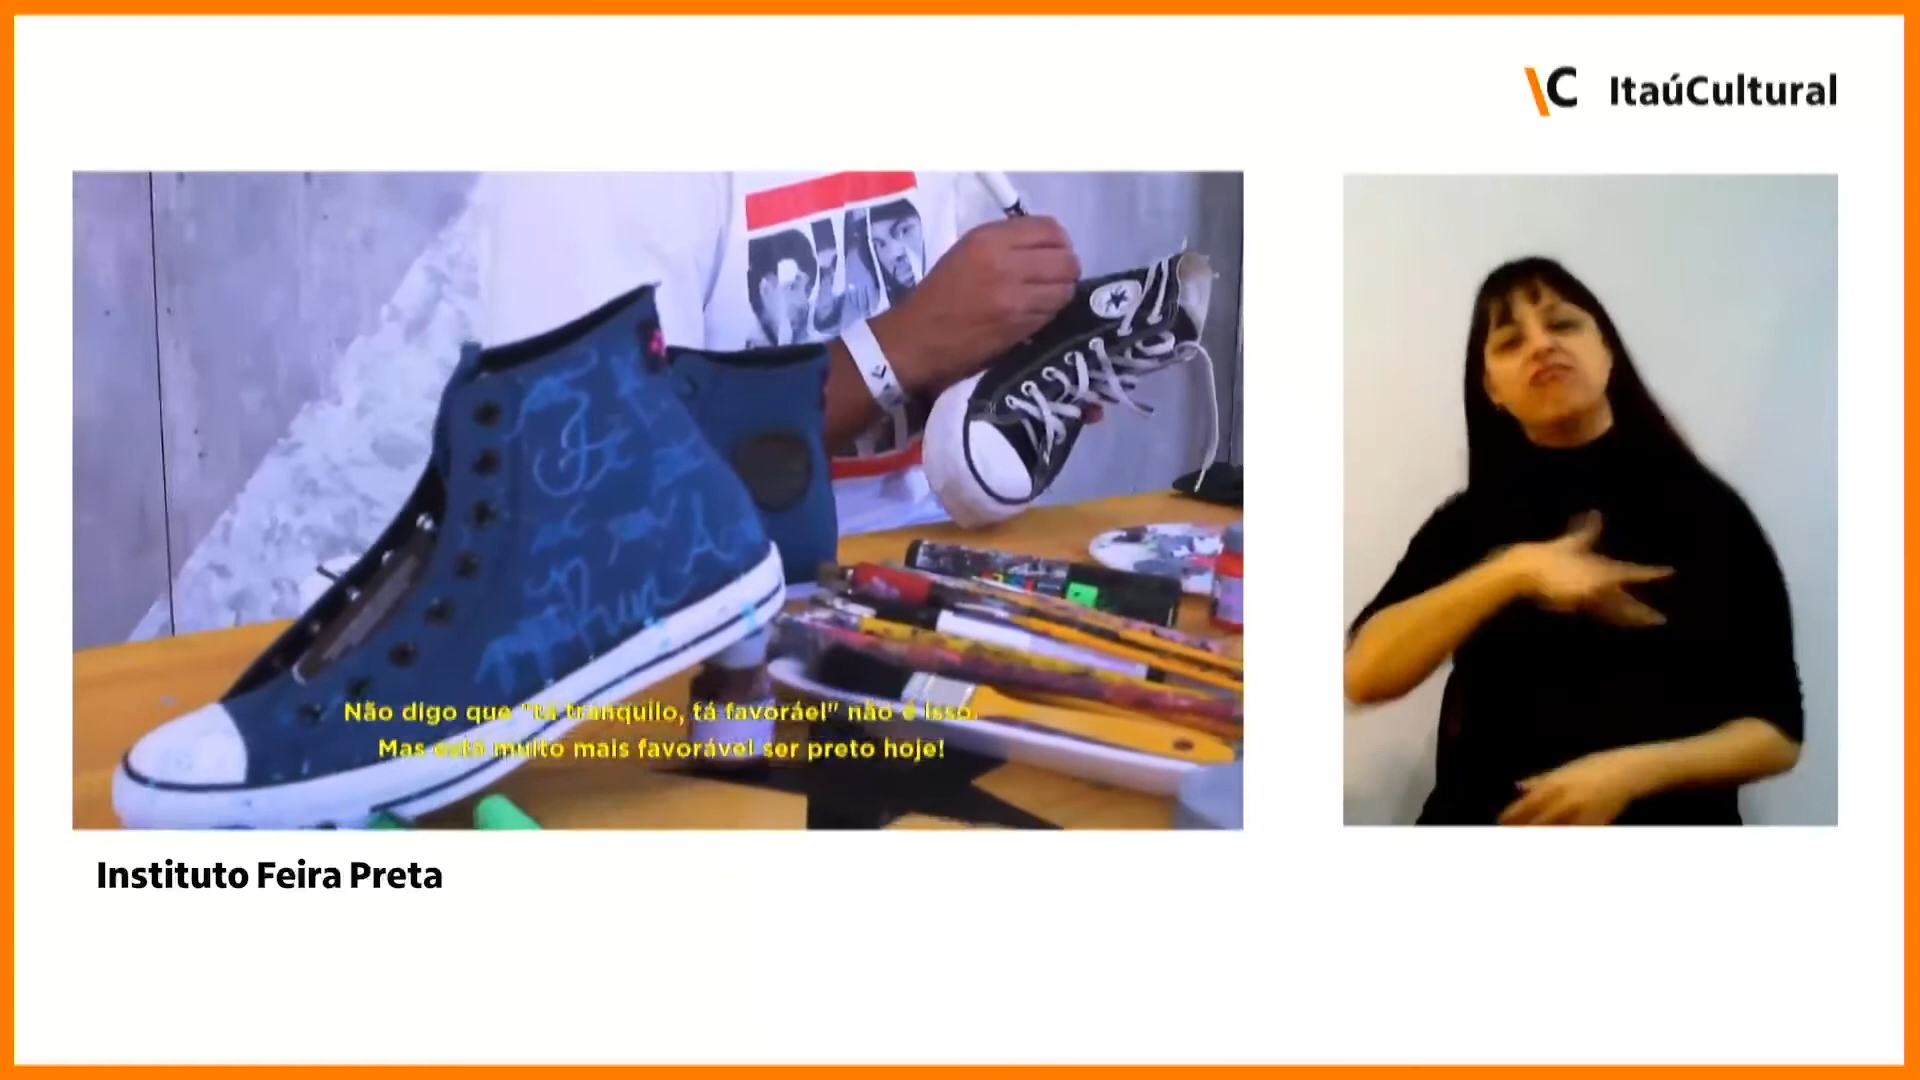 \C ItaúCultural
Não digo que "tá tranquilo, tá favoráel" não é isso.
Mas está muito mais favorável ser preto hoje!
Instituto Feira Preta